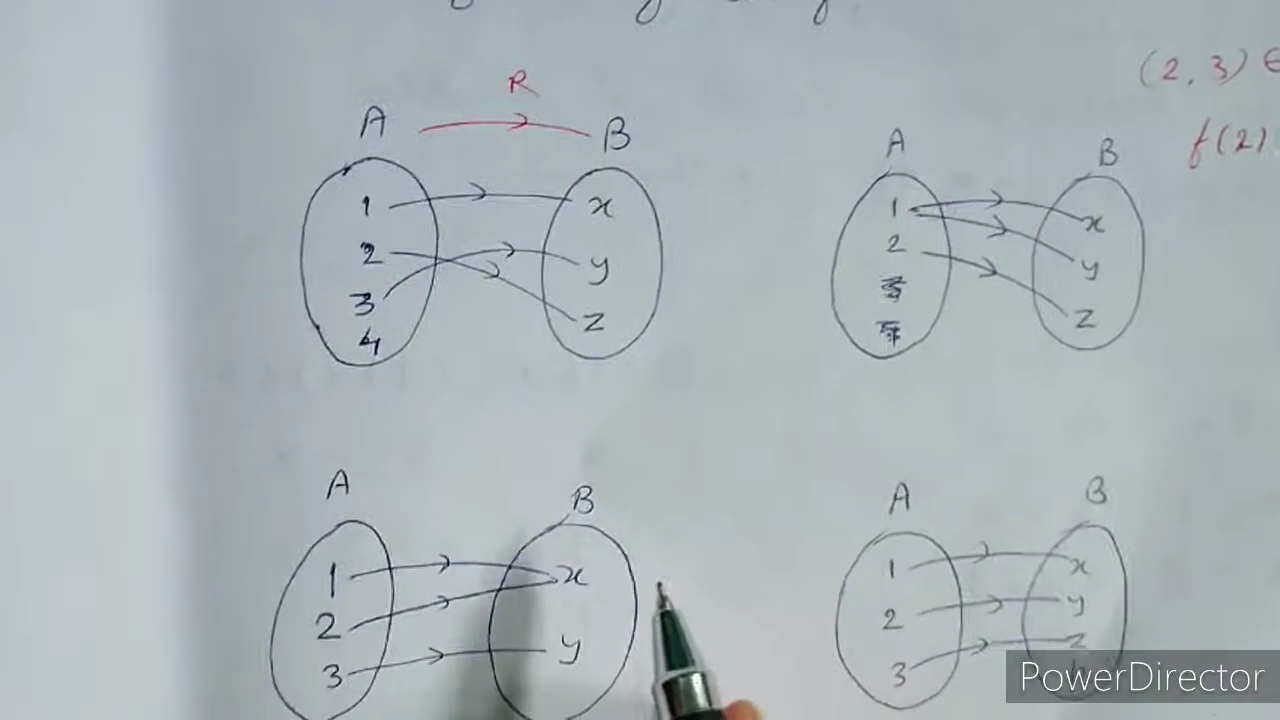 (2, 3) ∈
R
A B
f(2)
A B
1 x
2 y
3 z
4
1 x
2 y
z
A B
1 x
2 y
3
A B
1 x
2 y
3 z
PowerDirector